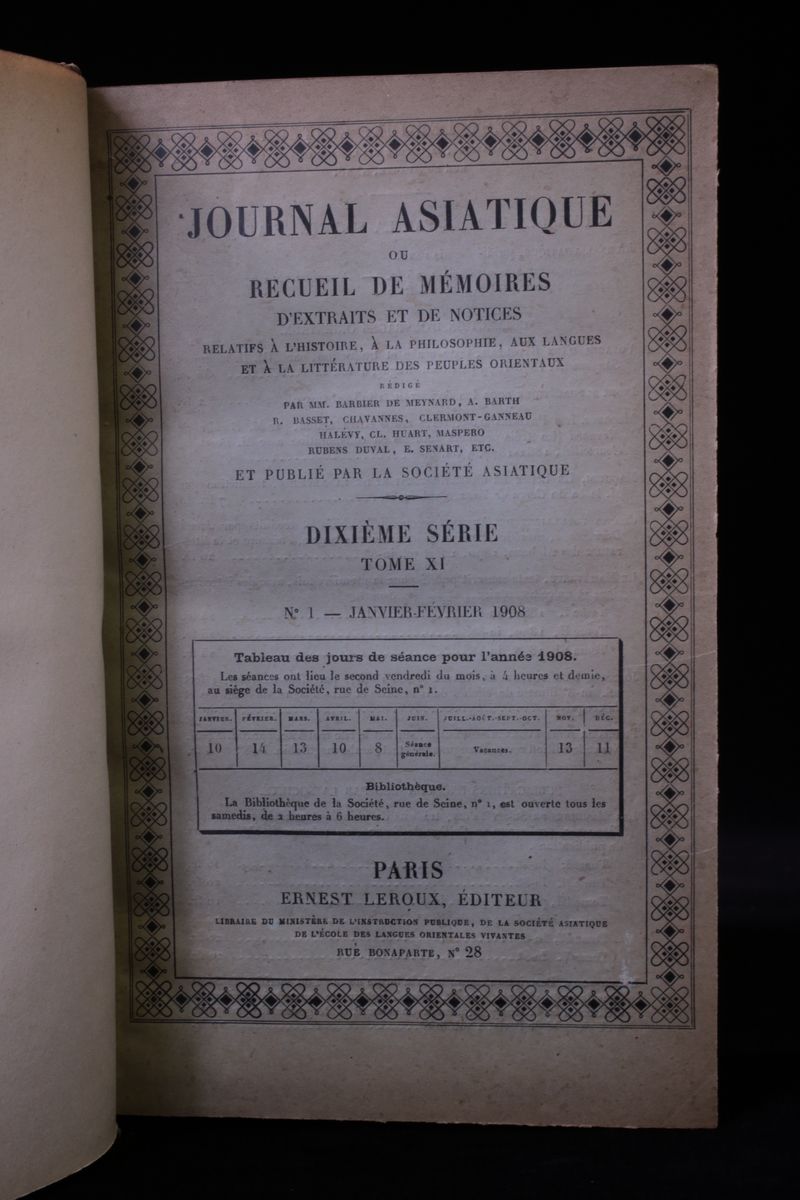 JOURNAL ASIATIQUE
OU
RECUEIL DE MÉMOIRES
D'EXTRAITS ET DE NOTICES
RELATIFS À L'HISTOIRE, À LA PHILOSOPHIE, AUX LANGUES
ET À LA LITTÉRATURE DES PEUPLES ORIENTAUX
RÉDIGÉ
PAR MM. BARBIER DE MEYNARD, A. BARTH
R. BASSET, CHAVANNES, CLERMONT-GANNEAU
HALÉVY, CL. HUART, MASPERO
RUBENS DUVAL, E. SENART, ETC.
ET PUBLIÉ PAR LA SOCIÉTÉ ASIATIQUE
DIXIÈME SÉRIE
TOME XI
N° 1 — JANVIER-FÉVRIER 1908
Tableau des jours de séance pour l'année 1908.
Les séances ont lieu le second vendredi du mois, à 4 heures et demie,
au siège de la Société, rue de Seine, n° 1.
JANVIER. FÉVRIER. MARS. AVRIL. MAI. JUIN. JUILL.-AOÛT.-SEPT.-OCT. NOV. DÉC.
10 14 13 10 8 Séance générale. Vacances. 13 11
Bibliothèque.
La Bibliothèque de la Société, rue de Seine, n° 1, est ouverte tous les
samedis, de 2 heures à 6 heures.
PARIS
ERNEST LEROUX, ÉDITEUR
LIBRAIRE DU MINISTÈRE DE L'INSTRUCTION PUBLIQUE, DE LA SOCIÉTÉ ASIATIQUE
DE L'ÉCOLE DES LANGUES ORIENTALES VIVANTES
RUE BONAPARTE, N° 28